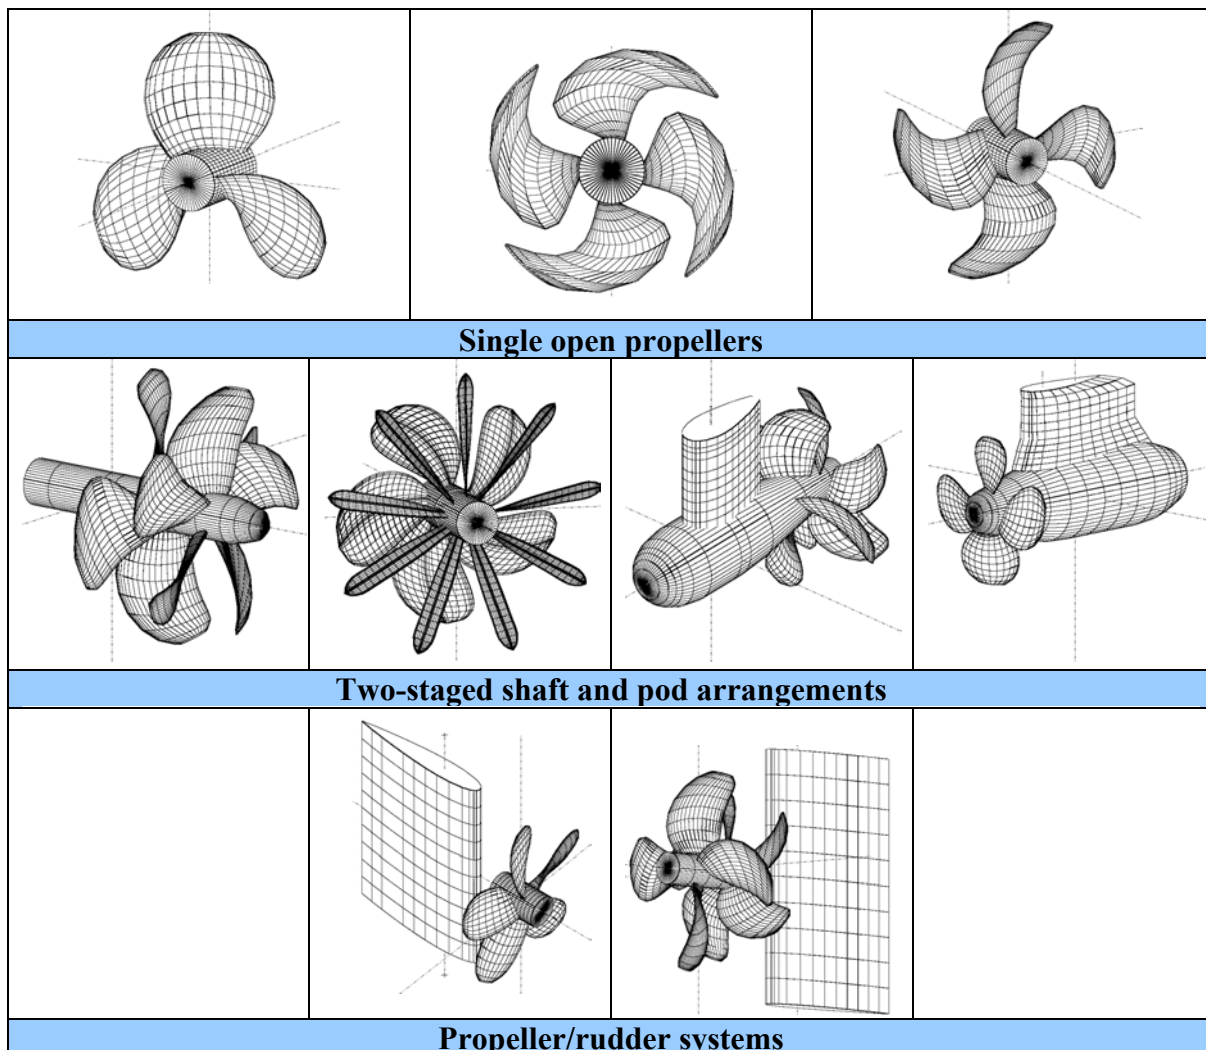 Single open propellers
Two-staged shaft and pod arrangements
Propeller/rudder systems